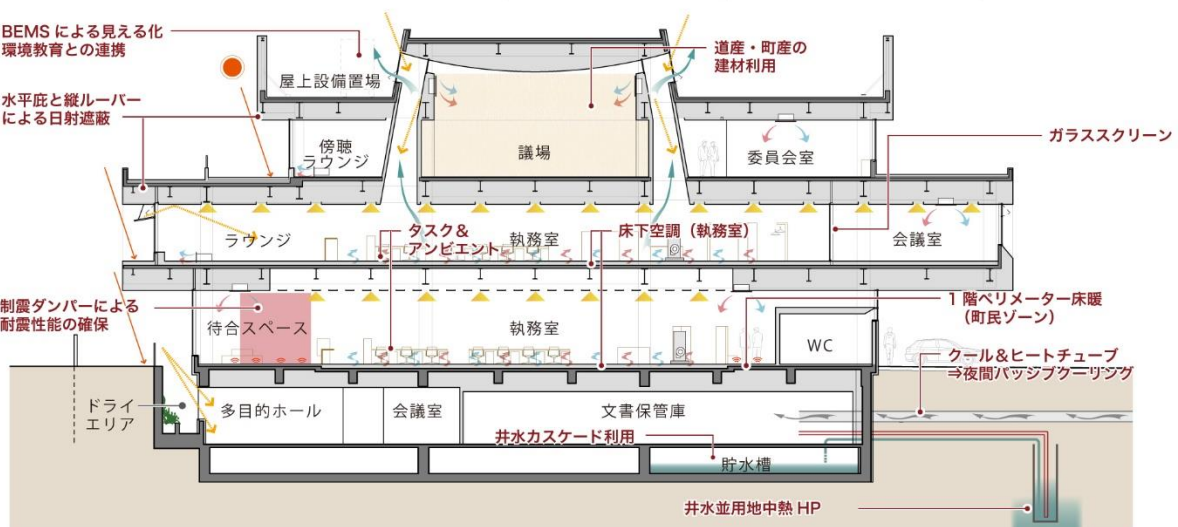 BEMS による見える化
環境教育との連携
屋上設備置場
道産・町産の
建材利用
水平庇と縦ルーバー
による日射遮蔽
傍聴
ラウンジ
議場
委員会室
ガラススクリーン
ラウンジ
タスク＆
アンビエント
執務室
床下空調（執務室）
会議室
制震ダンパーによる
耐震性能の確保
待合スペース
執務室
WC
1 階ペリメーター床暖
（町民ゾーン）
クール＆ヒートチューブ
⇒夜間パッシブクーリング
ドライ
エリア
多目的ホール
会議室
文書保管庫
井水カスケード利用
貯水槽
井水並用地中熱 HP